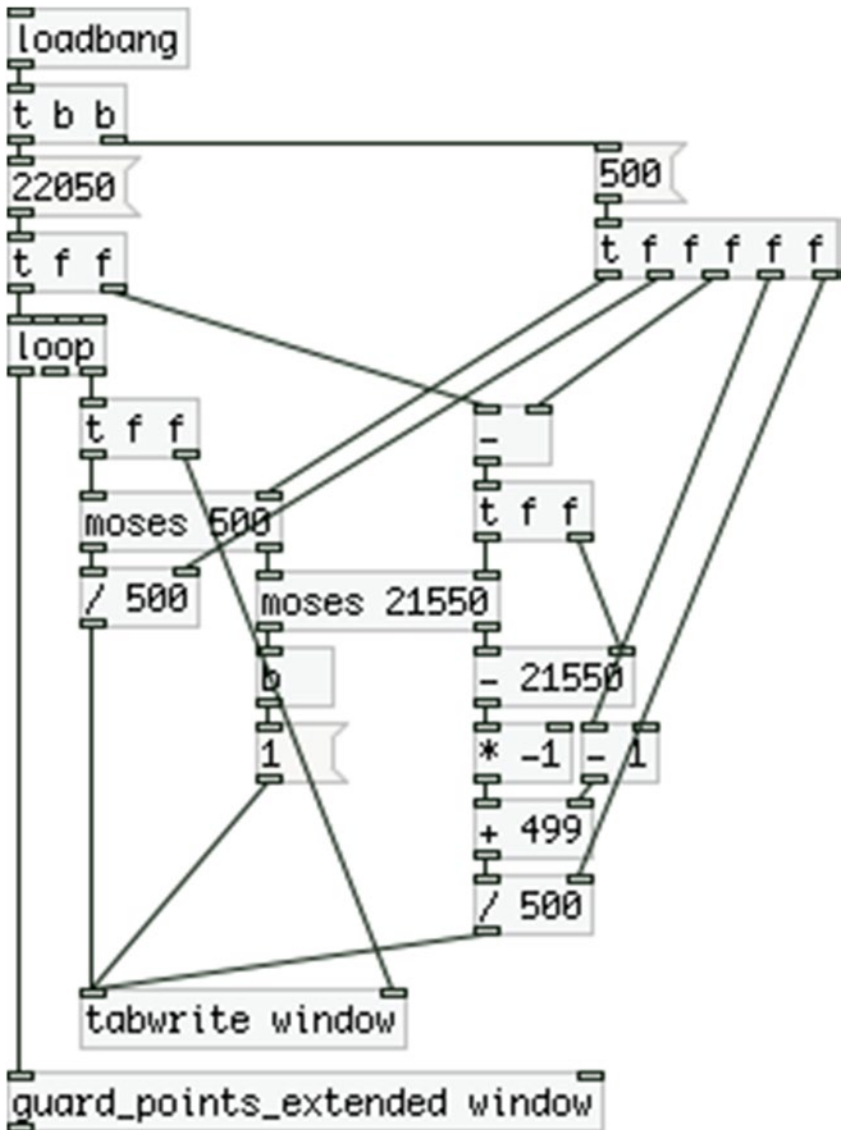 loadbang
t b b
22050
500
t f f
t f f f f f
loop
t f f
-
t f f
moses 500
/ 500
moses 21550
b
- 21550
1
* -1
- 1
+ 499
/ 500
tabwrite window
guard_points_extended window